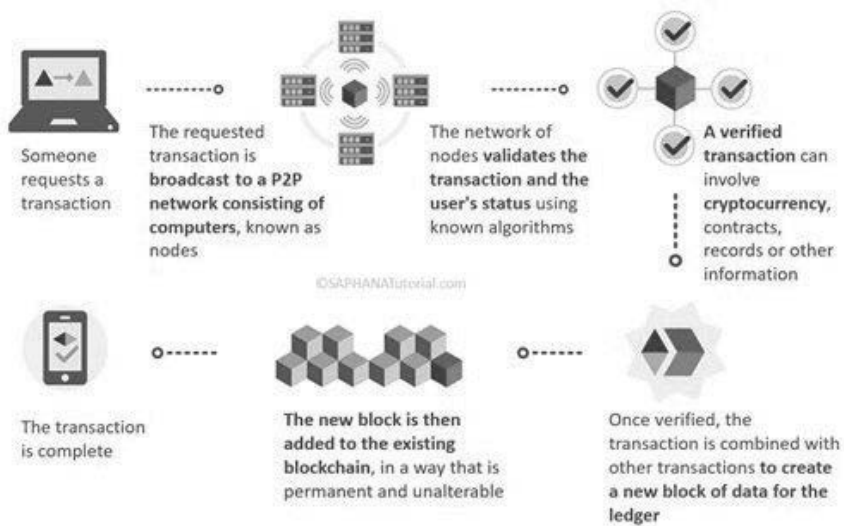 Someone
requests a
transaction
The requested
transaction is
broadcast to a P2P
network consisting of
computers, known as
nodes
The network of
nodes validates the
transaction and the
user's status using
known algorithms
A verified
transaction can
involve
cryptocurrency,
contracts,
records or other
information
©SAPHANATutorial.com
Once verified, the
transaction is combined with
other transactions to create
a new block of data for the
ledger
The new block is then
added to the existing
blockchain, in a way that is
permanent and unalterable
The transaction
is complete